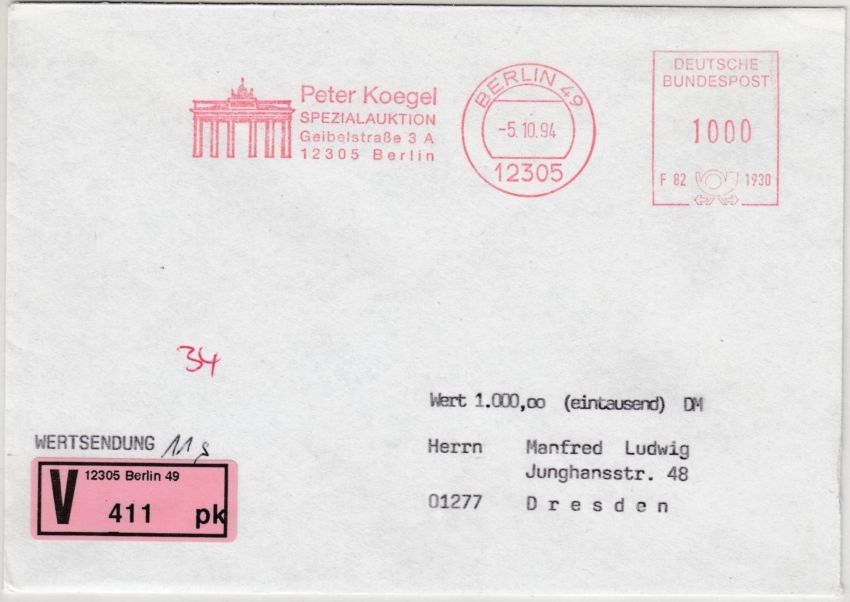 Peter Koegel
SPEZIALAUKTION
Geibelstraße 3 A
12305 Berlin
BERLIN 49
-5.10.94
12305
DEUTSCHE
BUNDESPOST
1000
F 82 1930
34
Wert 1.000,oo (eintausend) DM
WERTSENDUNG 11 g
Herrn Manfred Ludwig
Junghansstr. 48
01277 Dresden
V 12305 Berlin 49
411 pk